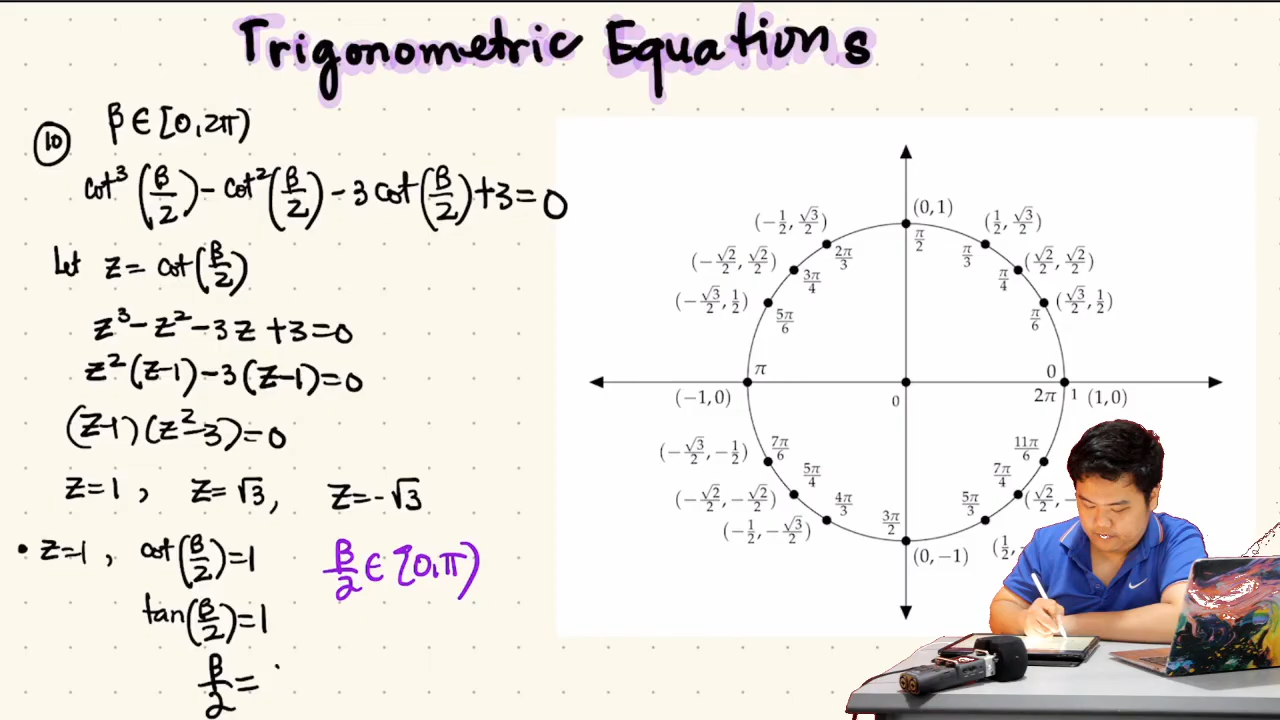 Trigonometric Equations
⑩ β ∈ [0, 2π)
cot³(β/2) - cot²(β/2) - 3 cot(β/2) + 3 = 0
Let z = cot(β/2)
z³ - z² - 3z + 3 = 0
z²(z-1) - 3(z-1) = 0
(z-1)(z²-3) = 0
z = 1, z = √3, z = -√3
• z = 1, cot(β/2) = 1
β/2 ∈ [0, π)
tan(β/2) = 1
β/2 =
(0, 1)
π/2
(-1/2, √3/2)
2π/3
(1/2, √3/2)
π/3
(-√2/2, √2/2)
3π/4
(√2/2, √2/2)
π/4
(-√3/2, 1/2)
5π/6
(√3/2, 1/2)
π/6
π
(-1, 0)
0
0
2π
1
(1, 0)
(-√3/2, -1/2)
7π/6
11π/6
(-√2/2, -√2/2)
5π/4
7π/4
(√2/2, -
(-1/2, -√3/2)
4π/3
3π/2
5π/3
(0, -1)
(1/2, -